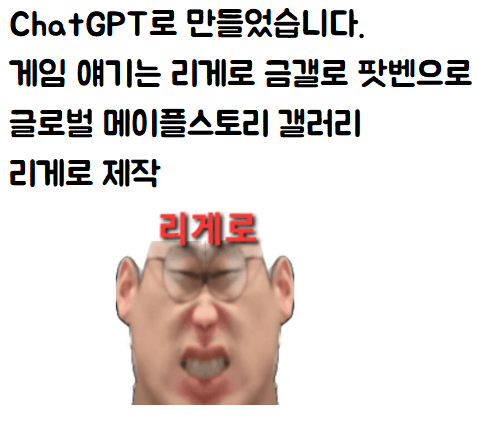 ChatGPT로 만들었습니다.
게임 얘기는 리게로 금갤로 팟벤으로
글로벌 메이플스토리 갤러리
리게로 제작
리게로